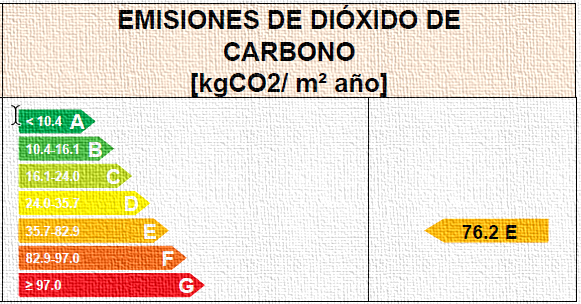 EMISIONES DE DIÓXIDO DE
CARBONO
[kgCO2/ m² año]
< 10.4 A
10.4-16.1 B
16.1-24.0 C
24.0-35.7 D
35.7-82.9 E
76.2 E
82.9-97.0 F
≥ 97.0 G